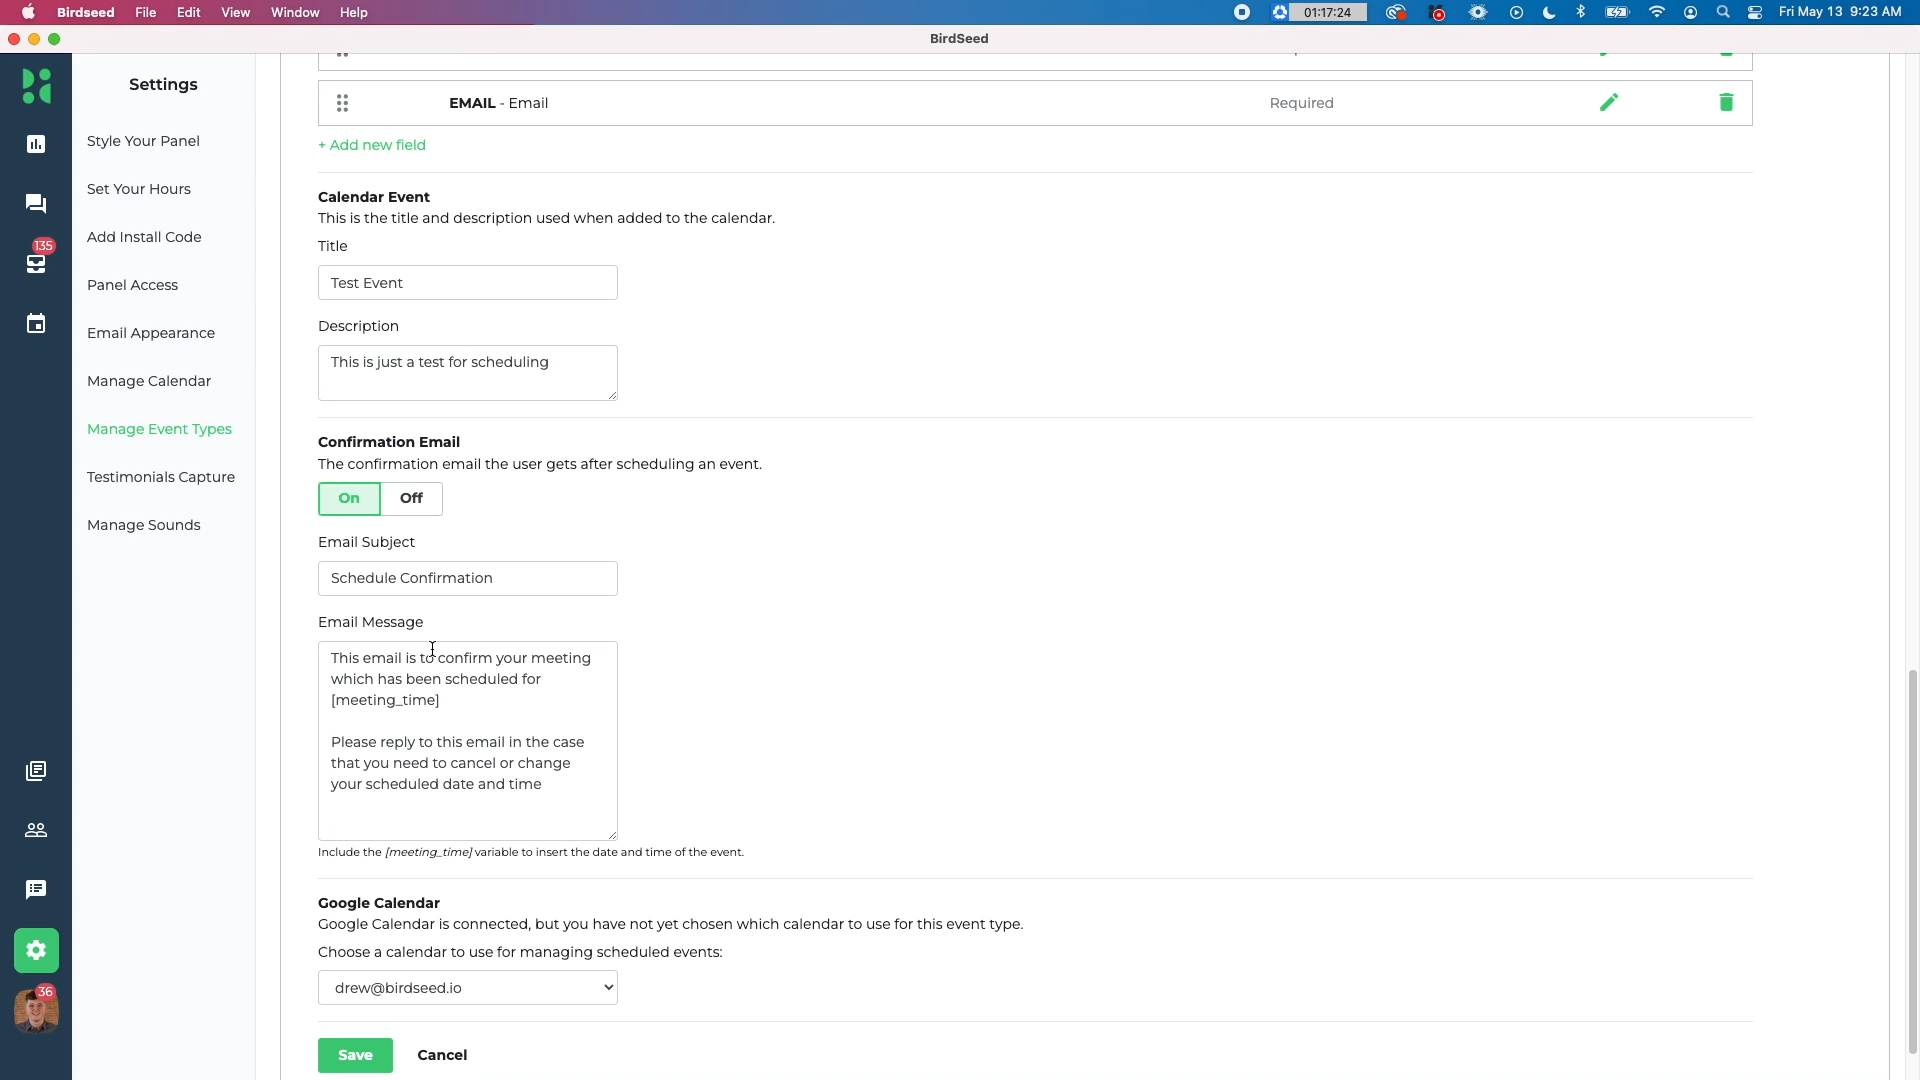 Birdseed File Edit View Window Help 01:17:24 Fri May 13 9:23 AM
BirdSeed
Settings
Style Your Panel
Set Your Hours
Add Install Code
135
Panel Access
Email Appearance
Manage Calendar
Manage Event Types
Testimonials Capture
Manage Sounds
36
EMAIL - Email Required
+ Add new field
Calendar Event
This is the title and description used when added to the calendar.
Title
Test Event
Description
This is just a test for scheduling
Confirmation Email
The confirmation email the user gets after scheduling an event.
On Off
Email Subject
Schedule Confirmation
Email Message
This email is to confirm your meeting
which has been scheduled for
[meeting_time]
Please reply to this email in the case
that you need to cancel or change
your scheduled date and time
Include the [meeting_time] variable to insert the date and time of the event.
Google Calendar
Google Calendar is connected, but you have not yet chosen which calendar to use for this event type.
Choose a calendar to use for managing scheduled events:
drew@birdseed.io
Save Cancel